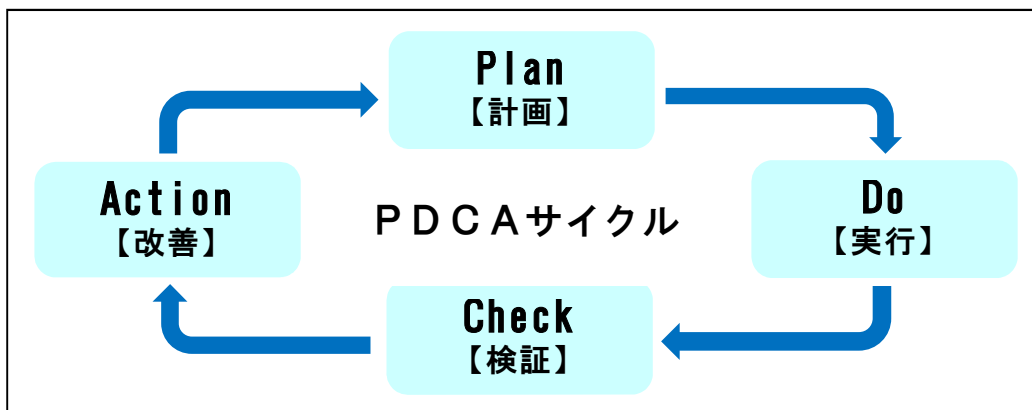 Plan
【計画】
Action
【改善】
PDCAサイクル
Do
【実行】
Check
【検証】